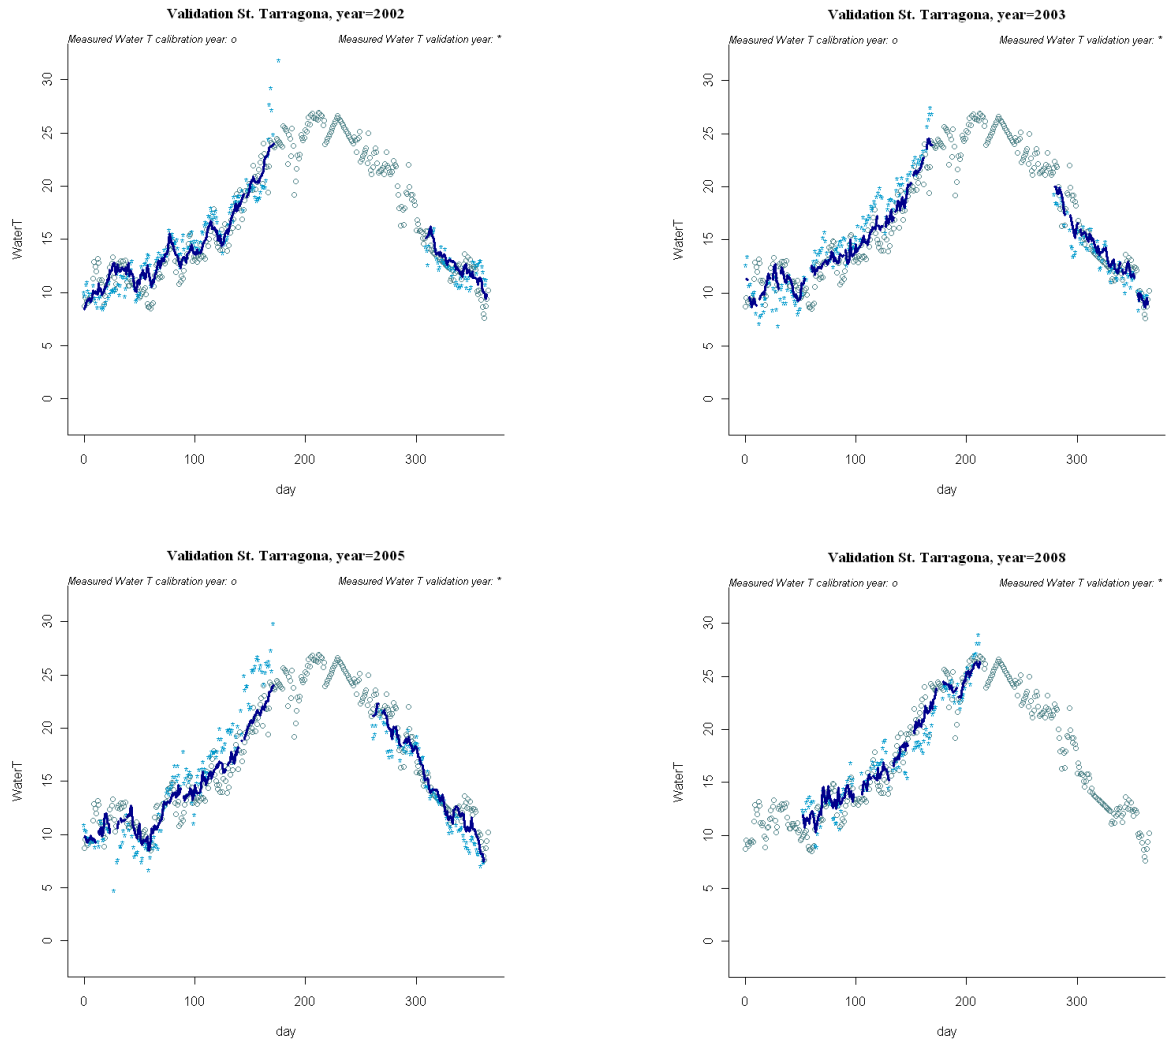 Validation St. Tarragona, year=2002
Measured Water T calibration year: o Measured Water T validation year: *
30
25
20
15
10
5
0
WaterT
0 100 200 300
day
Validation St. Tarragona, year=2003
Measured Water T calibration year: o Measured Water T validation year: *
30
25
20
15
10
5
0
WaterT
0 100 200 300
day
Validation St. Tarragona, year=2005
Measured Water T calibration year: o Measured Water T validation year: *
30
25
20
15
10
5
0
WaterT
0 100 200 300
day
Validation St. Tarragona, year=2008
Measured Water T calibration year: o Measured Water T validation year: *
30
25
20
15
10
5
0
WaterT
0 100 200 300
day